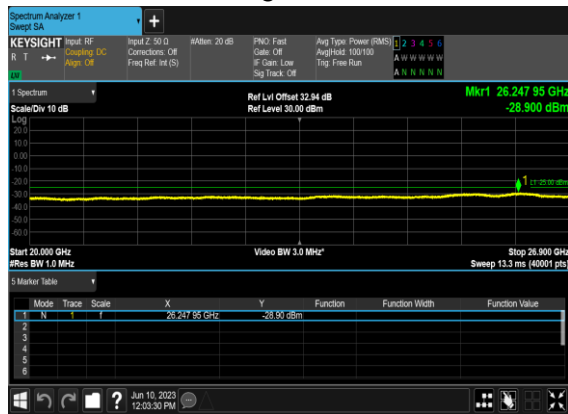 Spectrum Analyzer 1
Swept SA
KEYSIGHT Input: RF Input Z: 50 Ω #Atten: 20 dB PNO: Fast Avg Type: Power (RMS) 1 2 3 4 5 6
R T Coupling: DC Corrections: Off Gate: Off Avg|Hold: 100/100 A W W W W W
Align: Off Freq Ref: Int (S) IF Gain: Low Trig: Free Run
LW Sig Track: Off A N N N N N
1 Spectrum Ref Lvl Offset 32.94 dB Mkr1 26.247 95 GHz
Scale/Div 10 dB Ref Level 30.00 dBm -28.900 dBm
Log
20.0
10.0
0.00
-10.0
-20.0 1 L1 -25.00 dBm
-30.0
-40.0
-50.0
-60.0
Start 20.000 GHz Video BW 3.0 MHz* Stop 26.900 GHz
#Res BW 1.0 MHz Sweep 13.3 ms (40001 pts)
5 Marker Table
Mode Trace Scale X Y Function Function Width Function Value
1 N 1 f 26.247 95 GHz -28.90 dBm
2
3
4
5
6
? Jun 10, 2023
12:03:30 PM